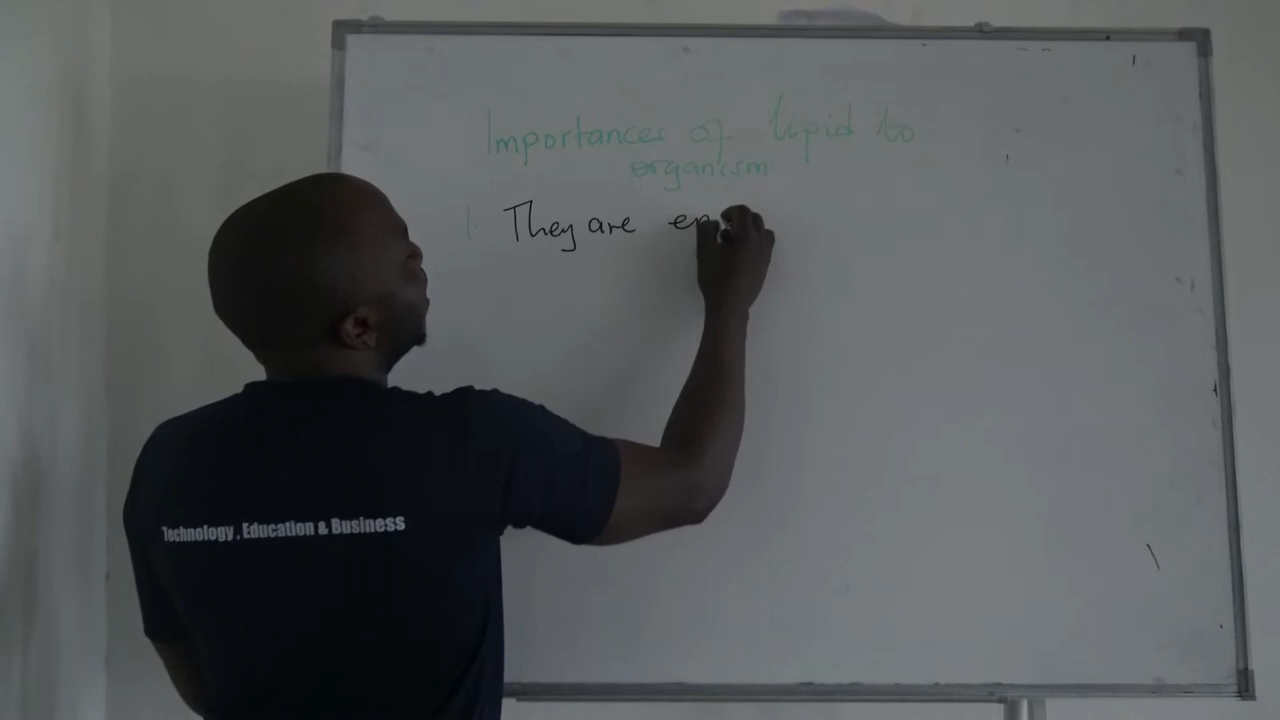 Importances of lipid to
organism.
1. They are en
Technology , Education & Business